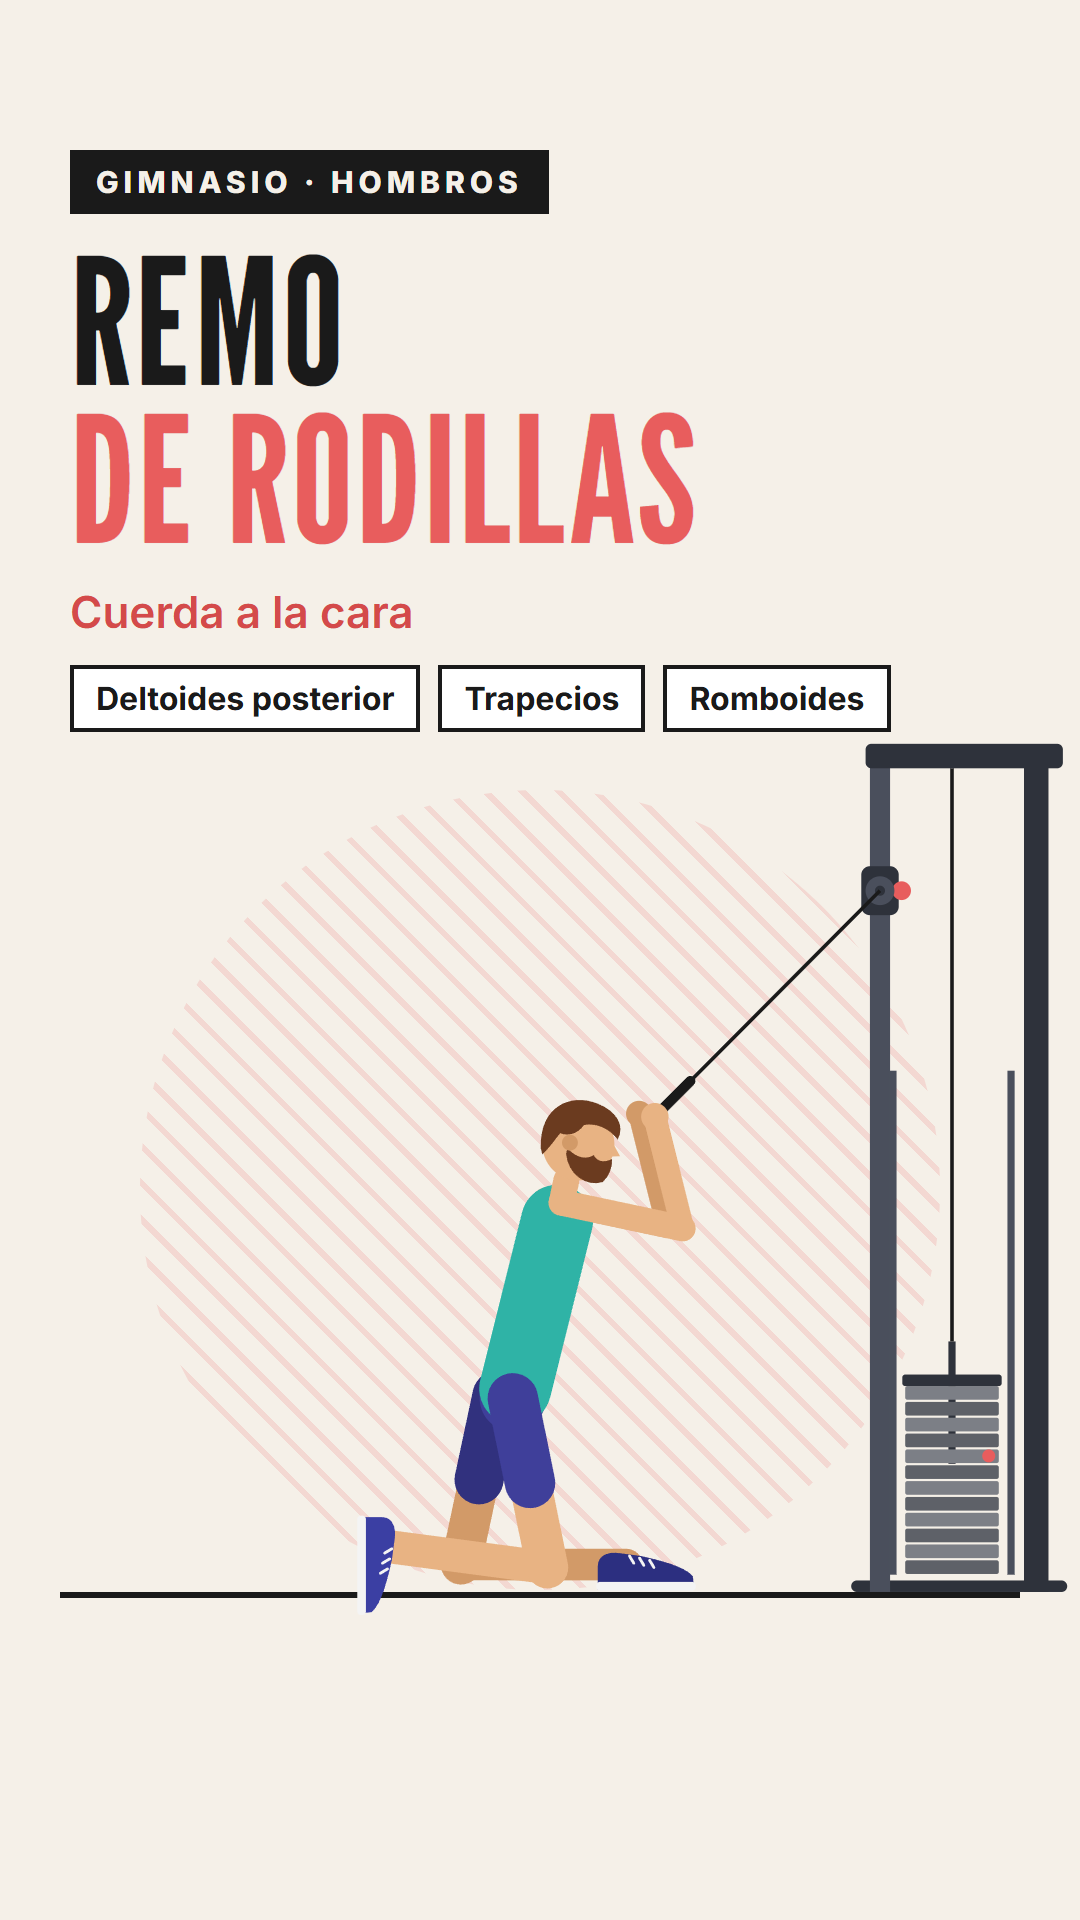 GIMNASIO · HOMBROS
REMO
DE RODILLAS
Cuerda a la cara
Deltoides posterior Trapecios Romboides